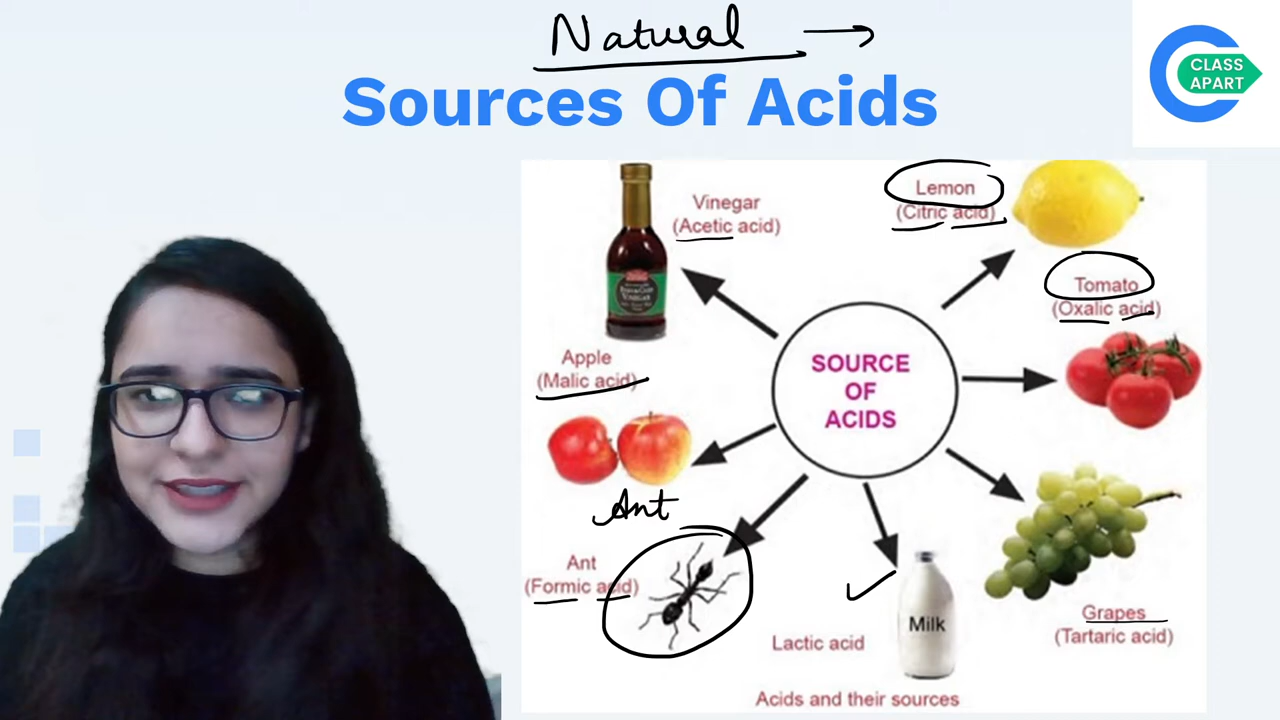 Natural →
Sources Of Acids
CLASS
APART
Vinegar
(Acetic acid)
Lemon
(Citric acid)
Tomato
(Oxalic acid)
Apple
(Malic acid)
SOURCE
OF
ACIDS
Ant
Ant
(Formic acid)
Milk
Lactic acid
Grapes
(Tartaric acid)
Acids and their sources